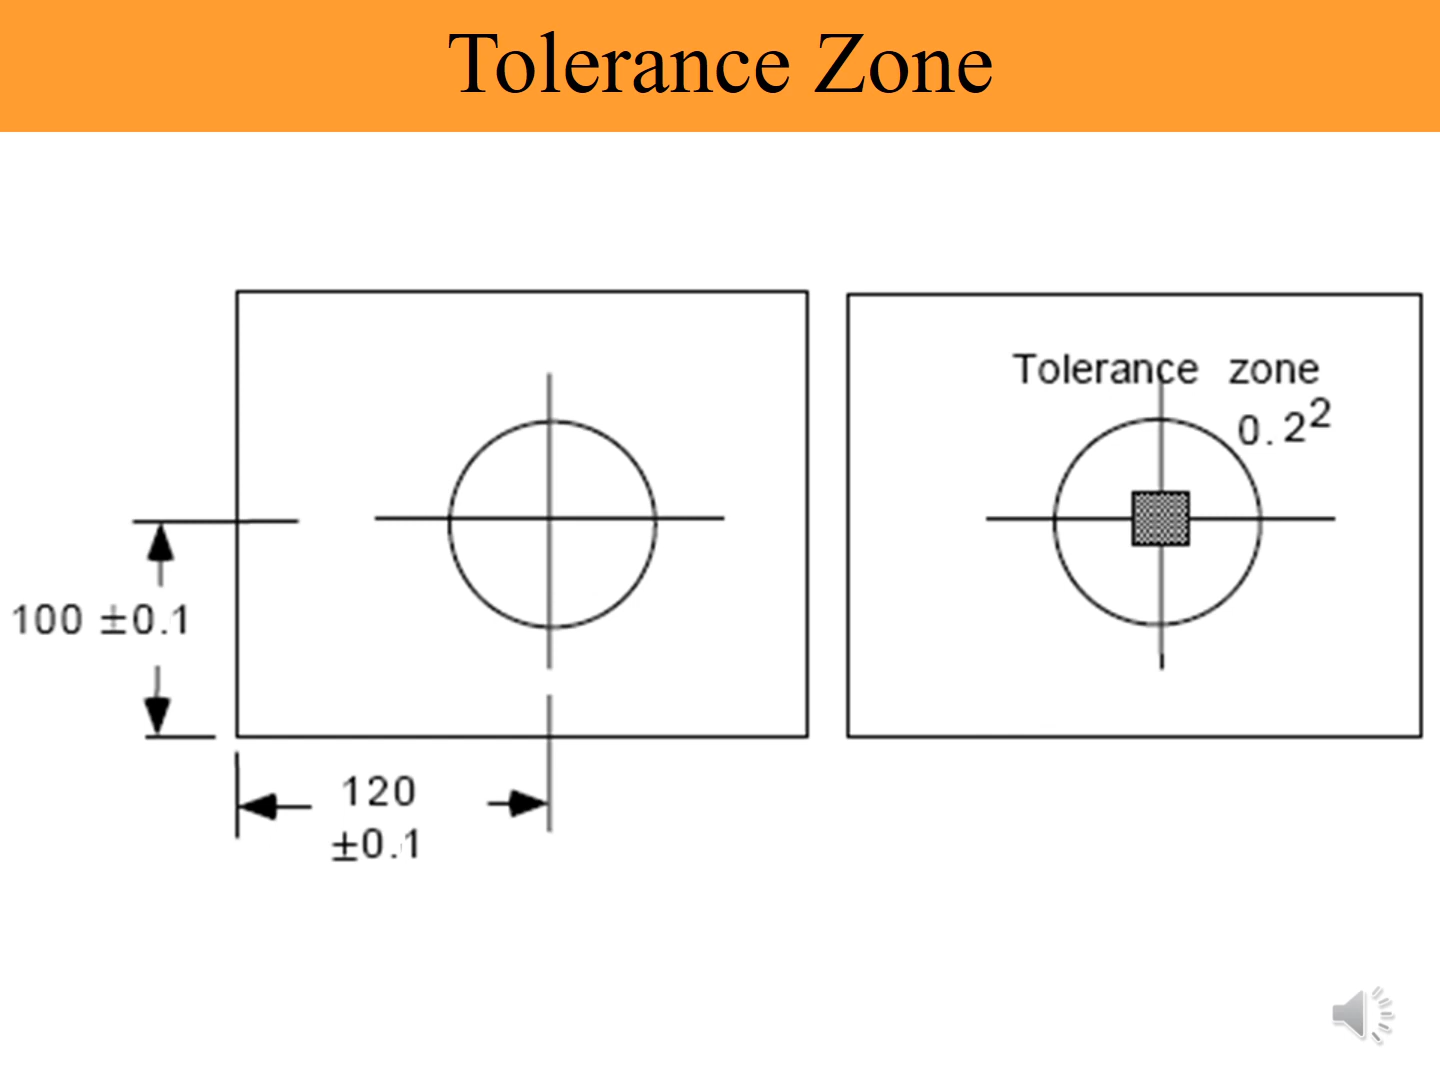 Tolerance Zone
Tolerance zone
0.2²
100 ±0.1
120
±0.1